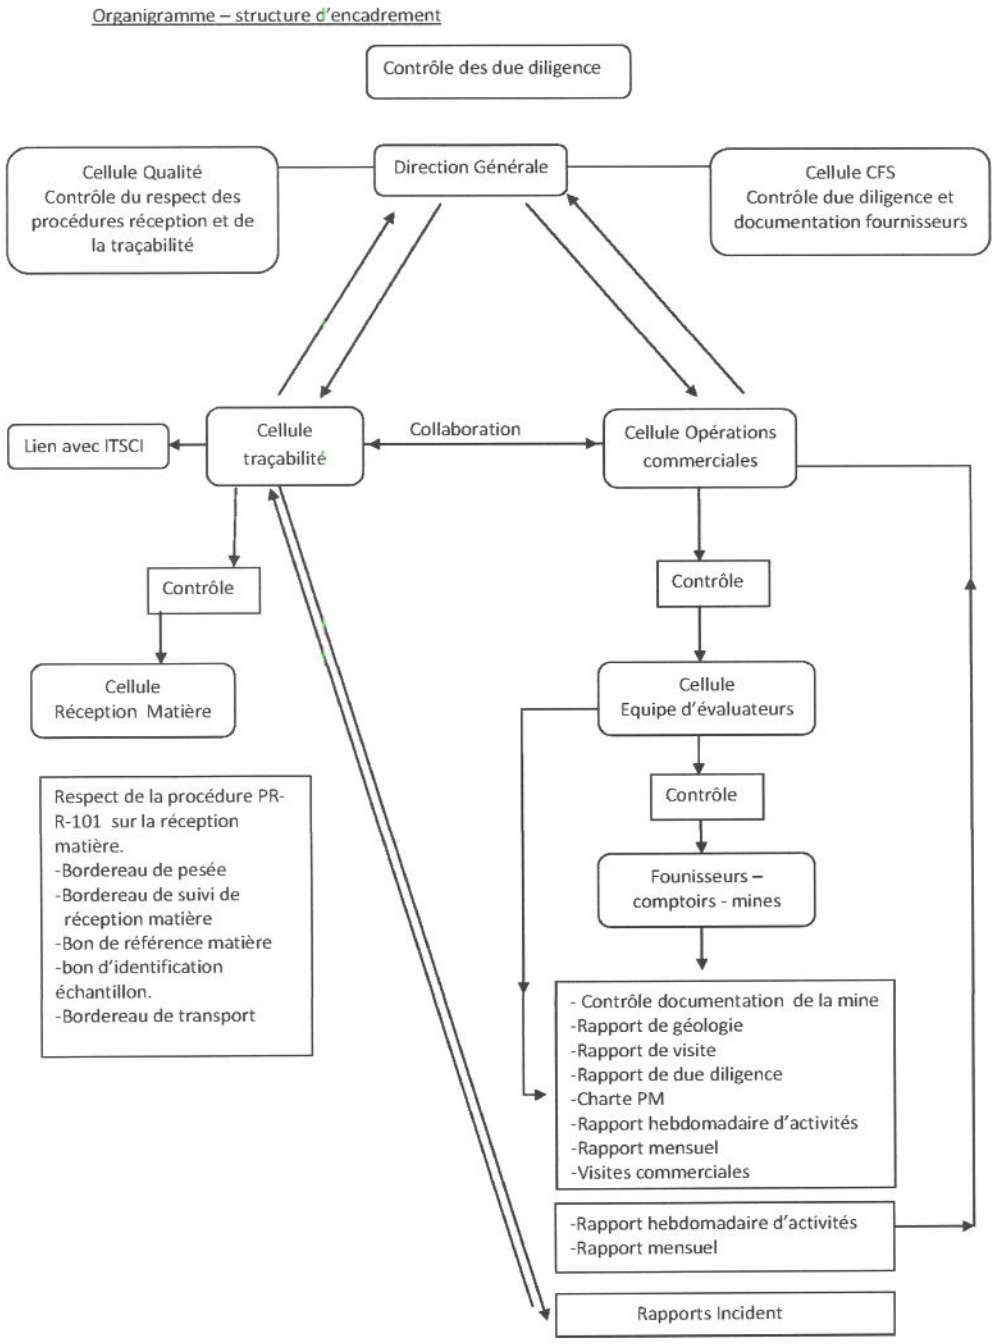 Organigramme – structure d'encadrement
Contrôle des due diligence
Cellule Qualité
Contrôle du respect des
procédures réception et de
la traçabilité
Direction Générale
Cellule CFS
Contrôle due diligence et
documentation fournisseurs
Lien avec ITSCI
Cellule
traçabilité
Collaboration
Cellule Opérations
commerciales
Contrôle
Contrôle
Cellule
Réception Matière
Cellule
Equipe d'évaluateurs
Contrôle
Founisseurs –
comptoirs - mines
Respect de la procédure PR-
R-101 sur la réception
matière.
-Bordereau de pesée
-Bordereau de suivi de
réception matière
-Bon de référence matière
-bon d'identification
échantillon.
-Bordereau de transport
- Contrôle documentation de la mine
-Rapport de géologie
-Rapport de visite
-Rapport de due diligence
-Charte PM
-Rapport hebdomadaire d'activités
-Rapport mensuel
-Visites commerciales
-Rapport hebdomadaire d'activités
-Rapport mensuel
Rapports Incident